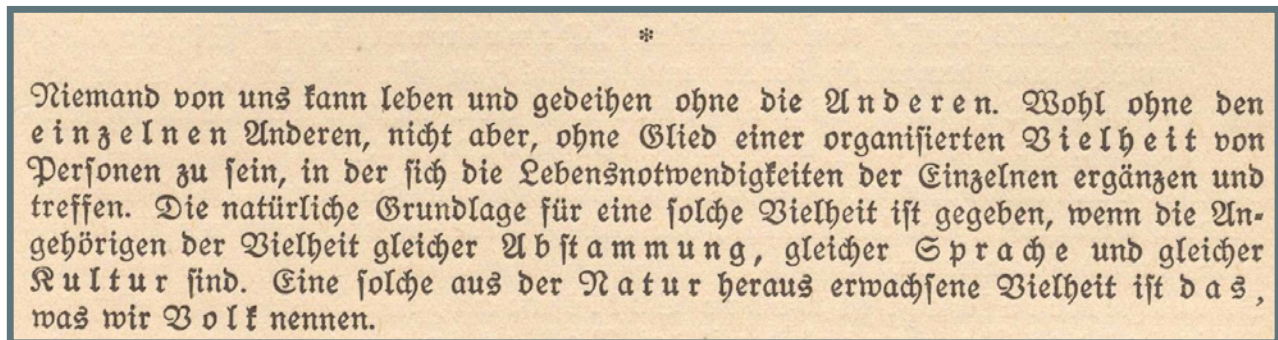 *
Niemand von uns kann leben und gedeihen ohne die Anderen. Wohl ohne den
einzelnen Anderen, nicht aber, ohne Glied einer organisierten Vielheit von
Personen zu sein, in der sich die Lebensnotwendigkeiten der Einzelnen ergänzen und
treffen. Die natürliche Grundlage für eine solche Vielheit ist gegeben, wenn die An-
gehörigen der Vielheit gleicher Abstammung, gleicher Sprache und gleicher
Kultur sind. Eine solche aus der Natur heraus erwachsene Vielheit ist das,
was wir Volk nennen.